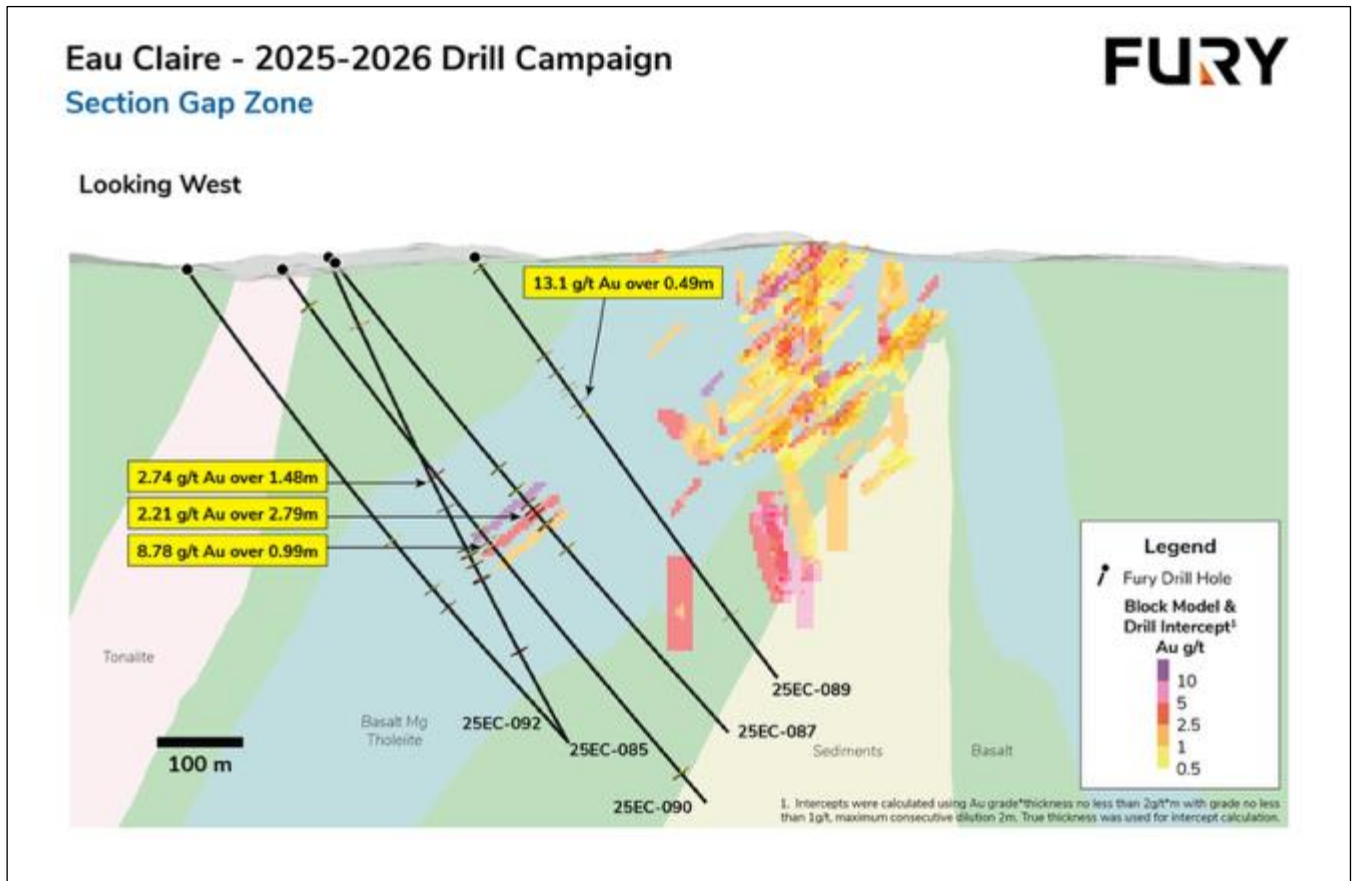 Eau Claire - 2025-2026 Drill Campaign
FURY
Section Gap Zone
Looking West
13.1 g/t Au over 0.49m
2.74 g/t Au over 1.48m
2.21 g/t Au over 2.79m
8.78 g/t Au over 0.99m
Tonalite
Basalt Mg
Tholeiite
100 m
25EC-092
25EC-085
25EC-090
25EC-089
25EC-087
Sediments
Basalt
Legend
Fury Drill Hole
Block Model &
Drill Intercept¹
Au g/t
10
5
2.5
1
0.5
1. Intercepts were calculated using Au grade*thickness no less than 2g/t*m with grade no less
than 1g/t, maximum consecutive dilution 2m. True thickness was used for intercept calculation.